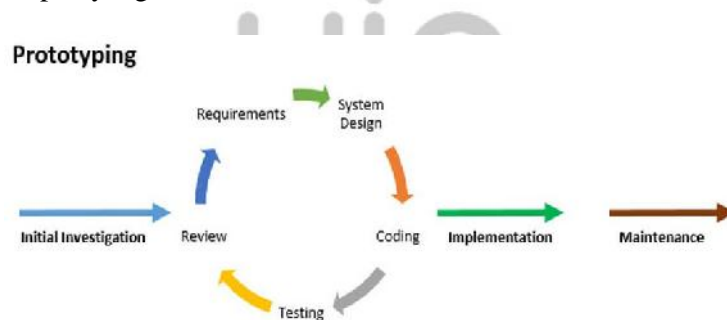 Prototyping
Requirements
System
Design
Initial Investigation
Review
Coding
Implementation
Maintenance
Testing